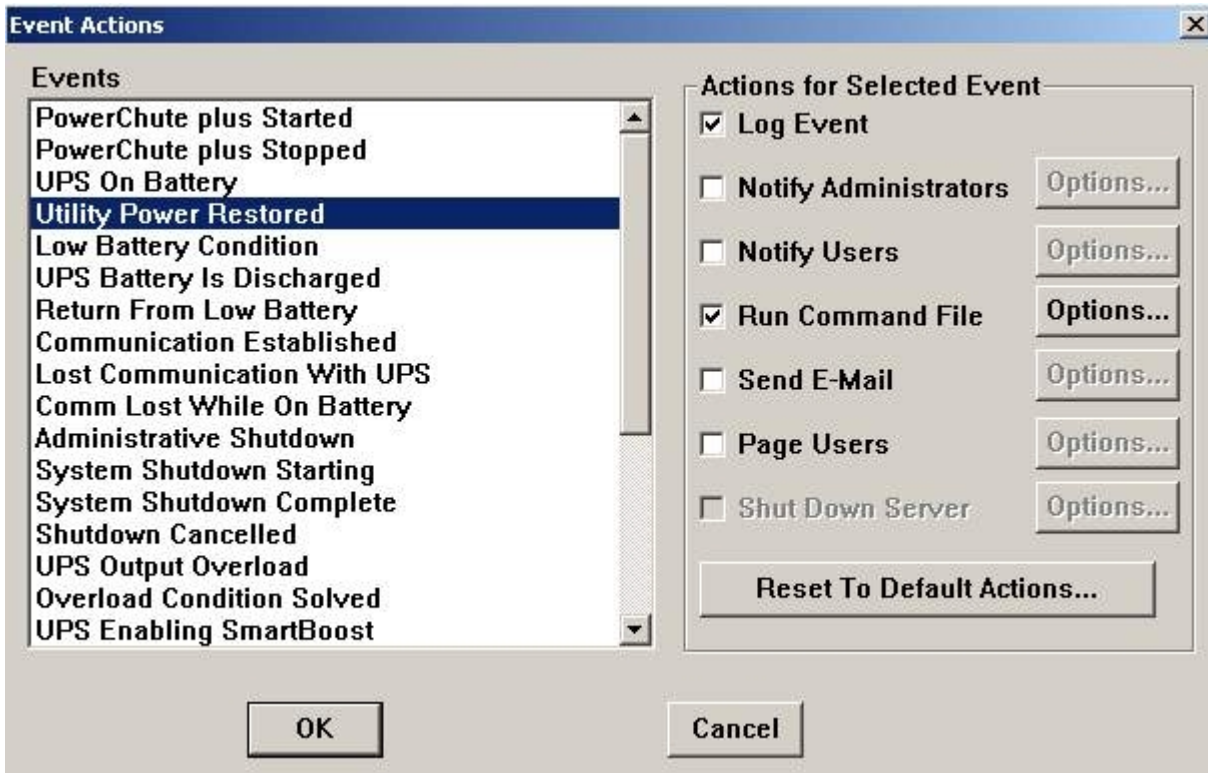 Event Actions
Events
PowerChute plus Started
PowerChute plus Stopped
UPS On Battery
Utility Power Restored
Low Battery Condition
UPS Battery Is Discharged
Return From Low Battery
Communication Established
Lost Communication With UPS
Comm Lost While On Battery
Administrative Shutdown
System Shutdown Starting
System Shutdown Complete
Shutdown Cancelled
UPS Output Overload
Overload Condition Solved
UPS Enabling SmartBoost
Actions for Selected Event
Log Event
Notify Administrators Options...
Notify Users Options...
Run Command File Options...
Send E-Mail Options...
Page Users Options...
Shut Down Server Options...
Reset To Default Actions...
OK Cancel